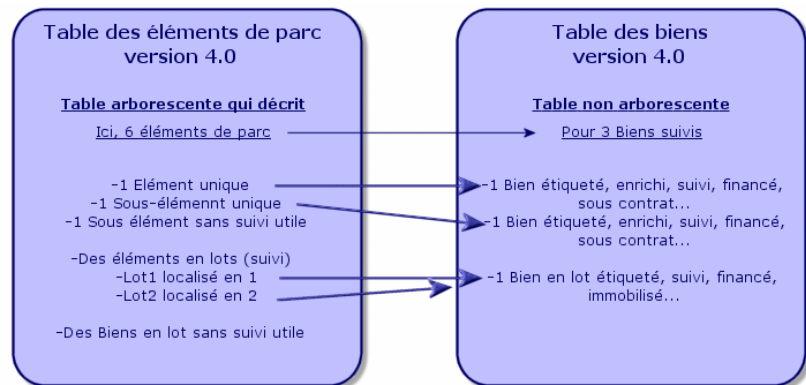 Table des éléments de parc
version 4.0
Table arborescente qui décrit
Ici, 6 éléments de parc
-1 Elément unique
-1 Sous-élémennt unique
-1 Sous élément sans suivi utile
-Des éléments en lots (suivi)
-Lot1 localisé en 1
-Lot2 localisé en 2
-Des Biens en lot sans suivi utile
Table des biens
version 4.0
Table non arborescente
Pour 3 Biens suivis
-1 Bien étiqueté, enrichi, suivi, financé,
sous contrat...
-1 Bien étiqueté, enrichi, suivi, financé,
sous contrat...
-1 Bien en lot étiqueté, suivi, financé,
immobilisé...